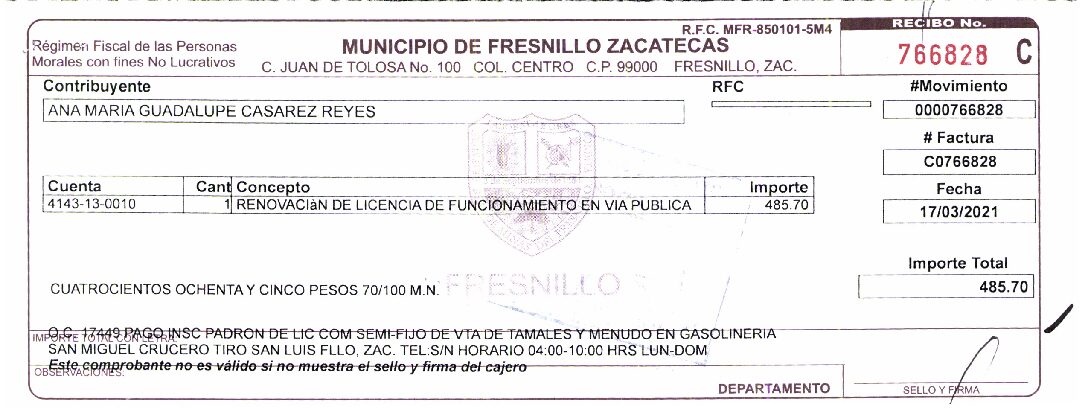 Régimen Fiscal de las Personas
Morales con fines No Lucrativos
R.F.C. MFR-850101-5M4
MUNICIPIO DE FRESNILLO ZACATECAS
C. JUAN DE TOLOSA No. 100 COL. CENTRO C.P. 99000 FRESNILLO, ZAC.
RECIBO No.
766828 C
Contribuyente
RFC
#Movimiento
ANA MARIA GUADALUPE CASAREZ REYES
0000766828
# Factura
C0766828
Cuenta Cant Concepto Importe
4143-13-0010 1 RENOVACIàN DE LICENCIA DE FUNCIONAMIENTO EN VIA PUBLICA 485.70
Fecha
17/03/2021
Importe Total
485.70
FRESNILLO
CUATROCIENTOS OCHENTA Y CINCO PESOS 70/100 M.N.
O.C. 17449 PAGO INSC PADRON DE LIC COM SEMI-FIJO DE VTA DE TAMALES Y MENUDO EN GASOLINERIA
IMPORTE TOTAL CON LETRA:
SAN MIGUEL CRUCERO TIRO SAN LUIS FLLO, ZAC. TEL:S/N HORARIO 04:00-10:00 HRS LUN-DOM
Este comprobante no es válido si no muestra el sello y firma del cajero
OBSERVACIONES:
DEPARTAMENTO
SELLO Y FIRMA